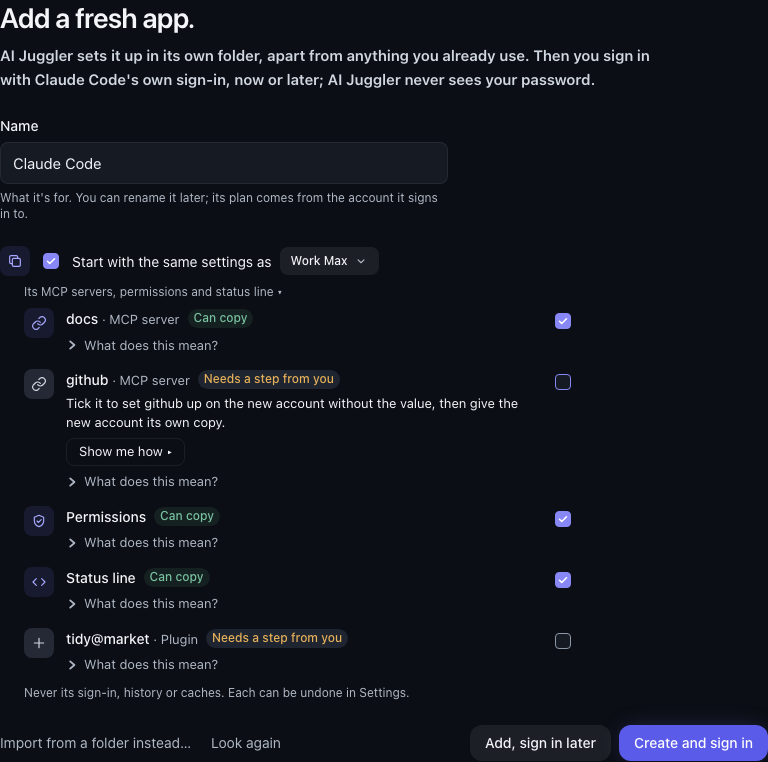 Add a fresh app.
AI Juggler sets it up in its own folder, apart from anything you already use. Then you sign in
with Claude Code's own sign-in, now or later; AI Juggler never sees your password.
Name
Claude Code
What it's for. You can rename it later; its plan comes from the account it signs
in to.
Start with the same settings as Work Max
Its MCP servers, permissions and status line
docs · MCP server Can copy
What does this mean?
github · MCP server Needs a step from you
Tick it to set github up on the new account without the value, then give the
new account its own copy.
Show me how
What does this mean?
Permissions Can copy
What does this mean?
Status line Can copy
What does this mean?
tidy@market · Plugin Needs a step from you
What does this mean?
Never its sign-in, history or caches. Each can be undone in Settings.
Import from a folder instead... Look again Add, sign in later Create and sign in